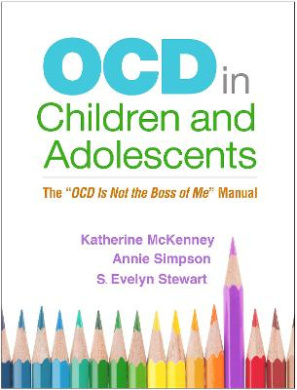 OCD in
Children and
Adolescents
The "OCD Is Not the Boss of Me" Manual
Katherine McKenney
Annie Simpson
S. Evelyn Stewart